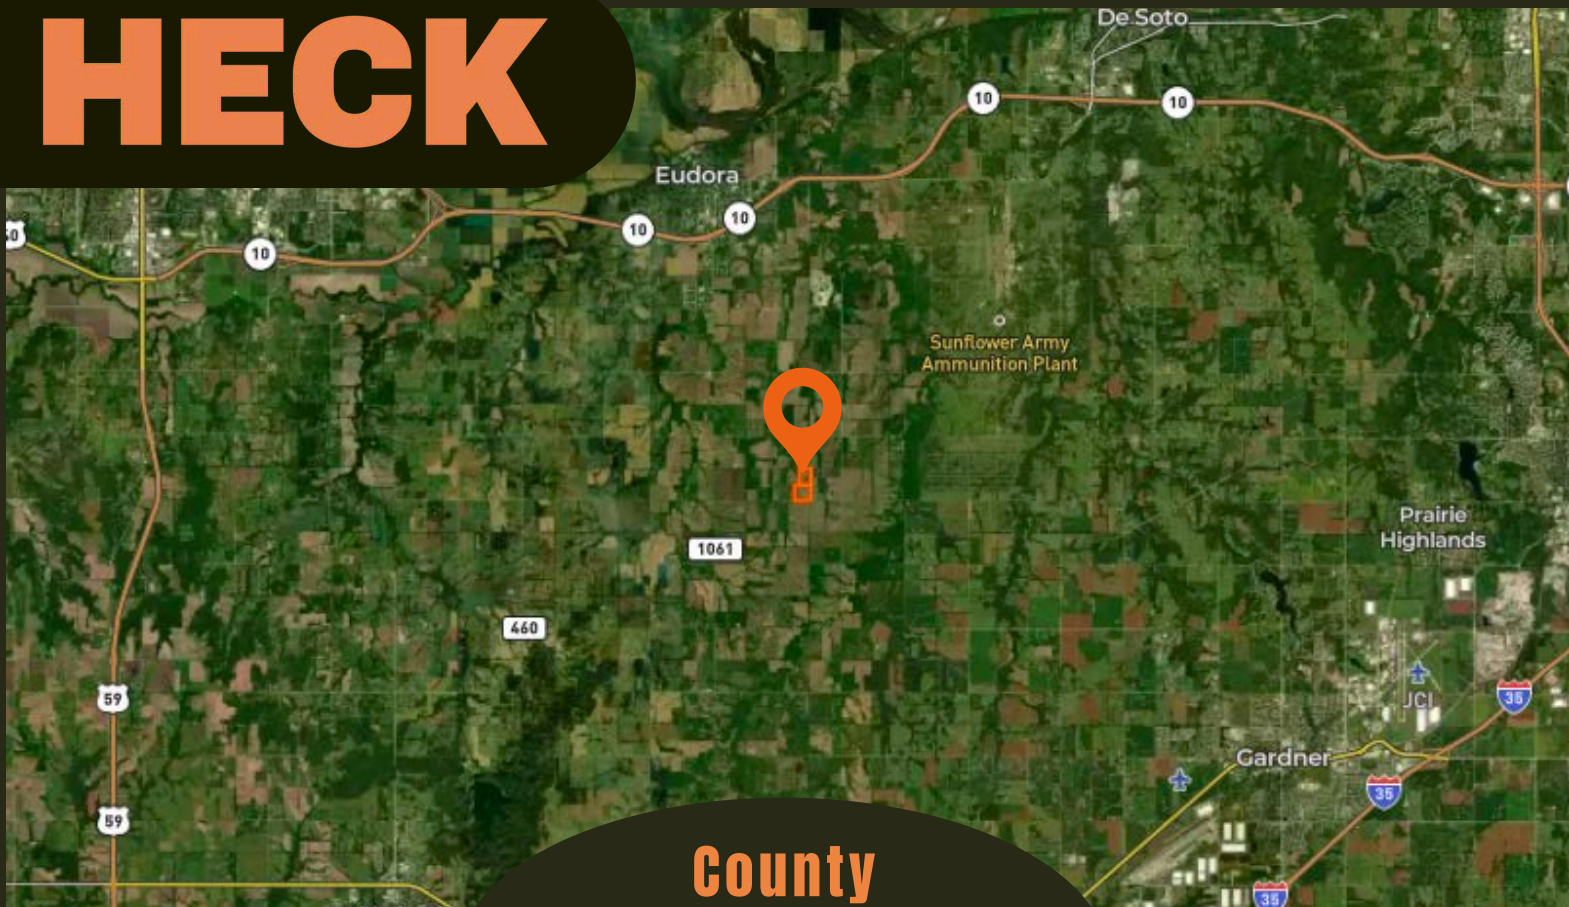 HECK
De Soto
10
10
Eudora
10
10
10
Sunflower Army
Ammunition Plant
Prairie
Highlands
1061
460
59
JCI
35
Gardner
35
59
County
35